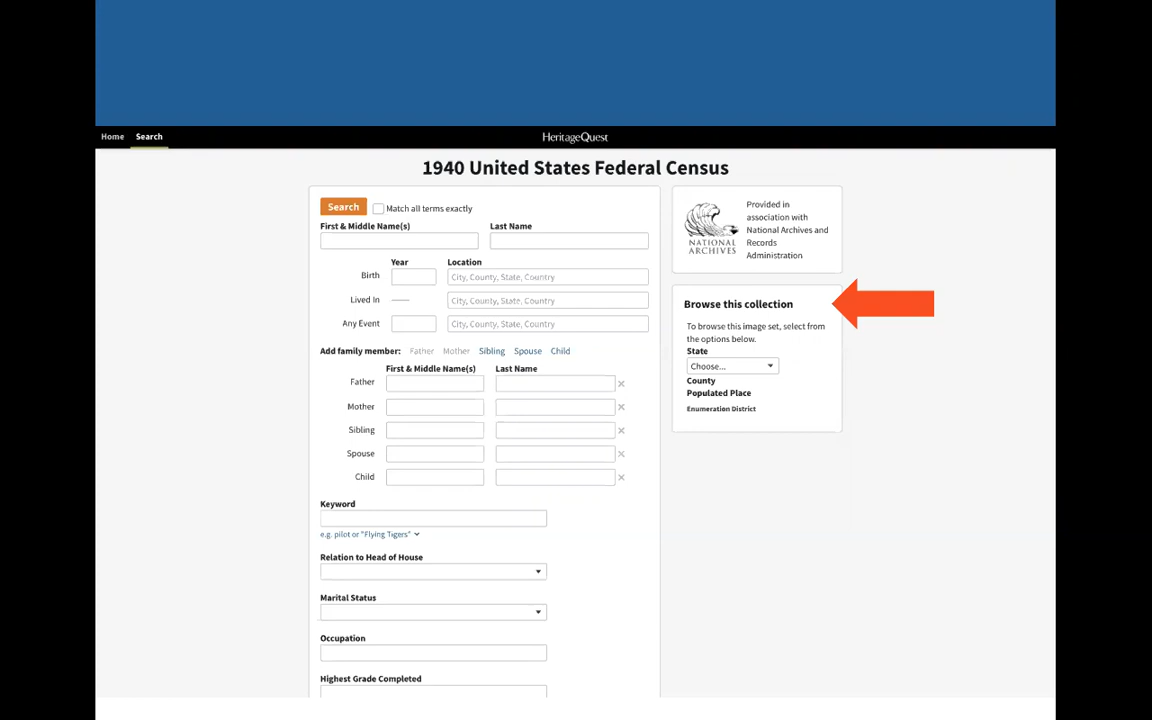 Home Search HeritageQuest
1940 United States Federal Census
Search Match all terms exactly
First & Middle Name(s) Last Name
Year Location
Birth City, County, State, Country
Lived In City, County, State, Country
Any Event City, County, State, Country
Add family member: Father Mother Sibling Spouse Child
First & Middle Name(s) Last Name
Father
Mother
Sibling
Spouse
Child
Keyword
e.g. pilot or "Flying Tigers"
Relation to Head of House
Marital Status
Occupation
Highest Grade Completed
NATIONAL
ARCHIVES
Provided in
association with
National Archives and
Records
Administration
Browse this collection
To browse this image set, select from
the options below.
State
Choose...
County
Populated Place
Enumeration District